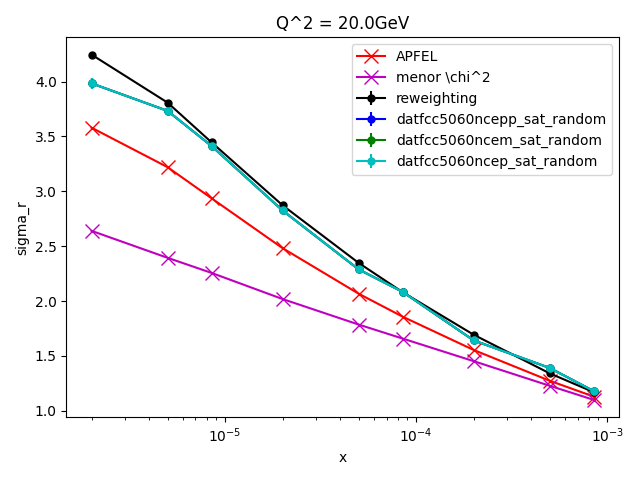 Q^2 = 20.0GeV
APFEL
menor \chi^2
reweighting
datfcc5060ncepp_sat_random
datfcc5060ncem_sat_random
datfcc5060ncep_sat_random
sigma_r
4.0
3.5
3.0
2.5
2.0
1.5
1.0
10⁻⁵
10⁻⁴
10⁻³
x